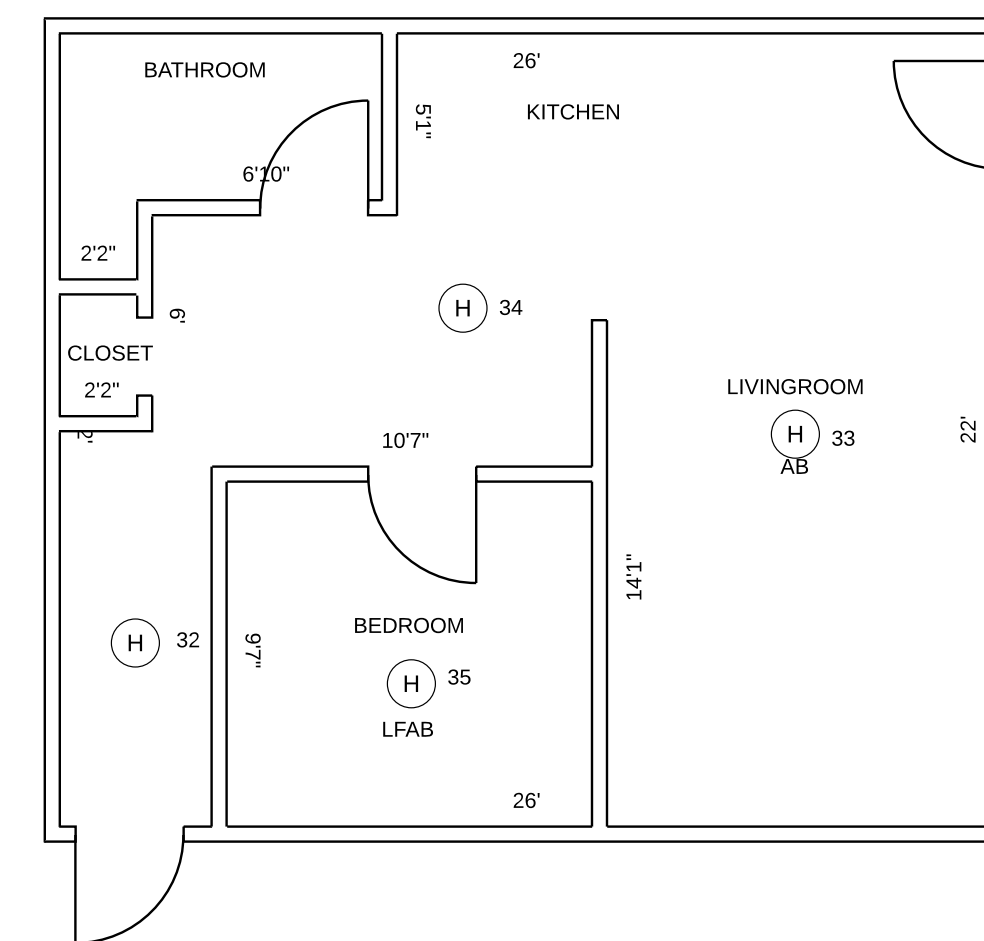 26'
BATHROOM
5'1"
KITCHEN
6'10"
2'2"
6'
H 34
CLOSET
2'2"
LIVINGROOM
2'
10'7"
H 33
22'
AB
14'1"
BEDROOM
H 32
9'7"
H 35
LFAB
26'